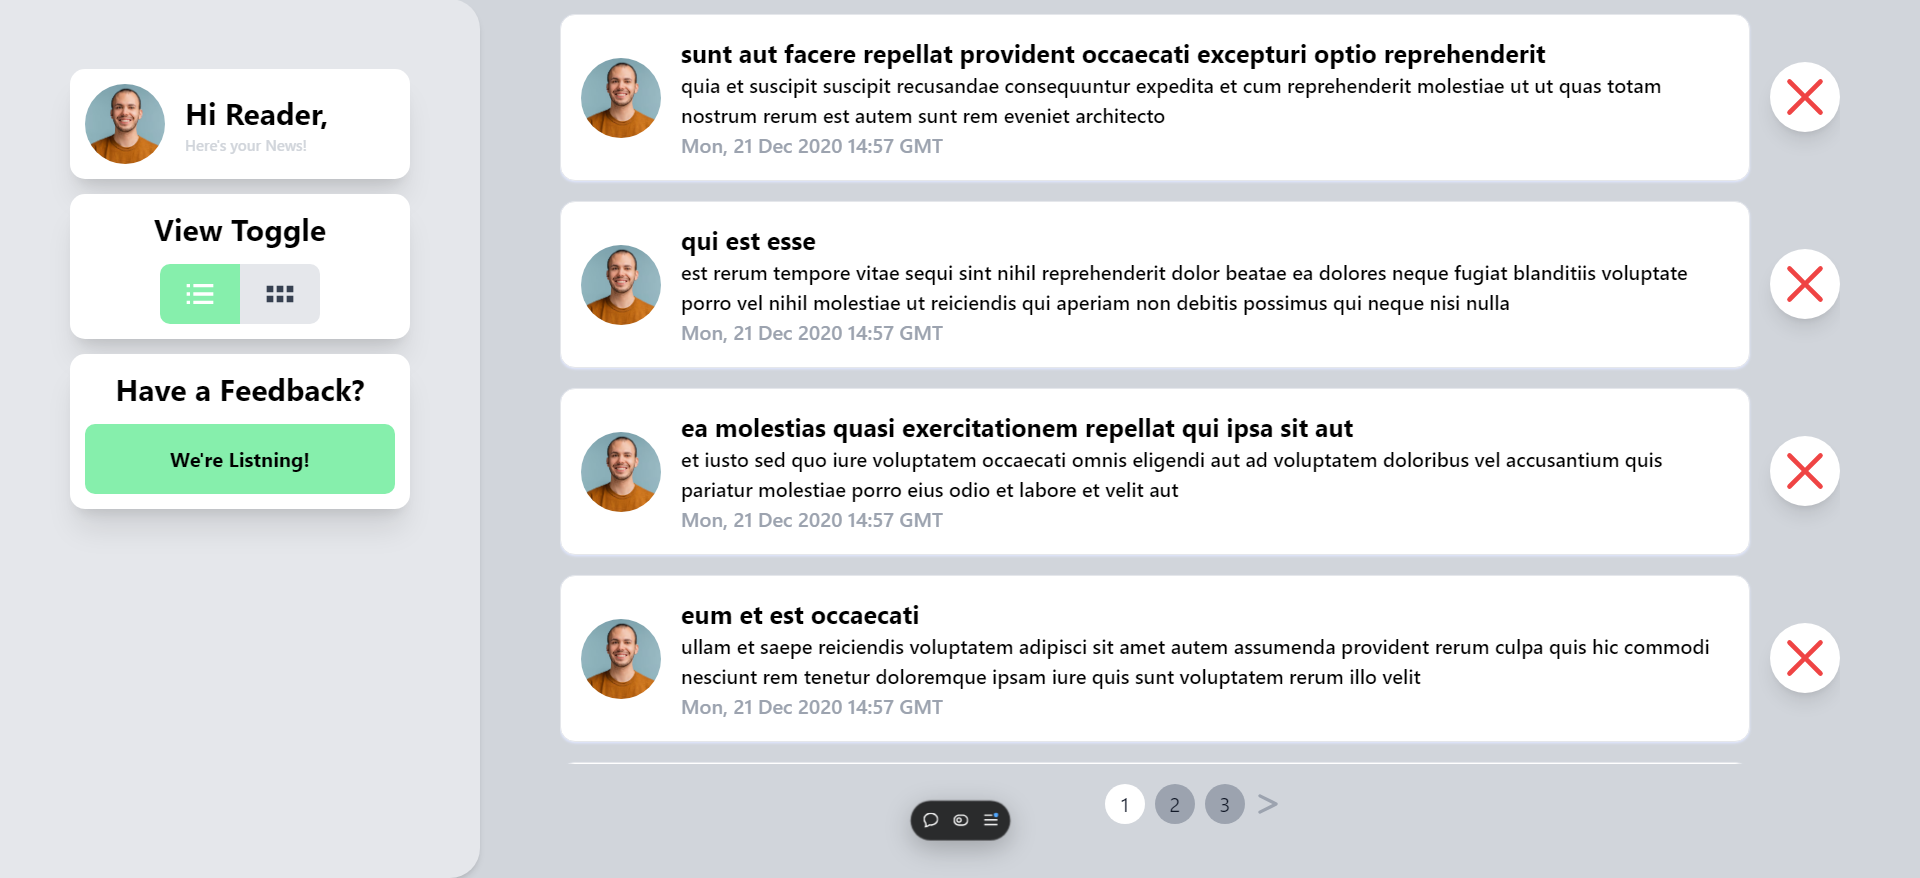 Hi Reader,
Here's your News!
View Toggle
Have a Feedback?
We're Listning!
sunt aut facere repellat provident occaecati excepturi optio reprehenderit
quia et suscipit suscipit recusandae consequuntur expedita et cum reprehenderit molestiae ut ut quas totam
nostrum rerum est autem sunt rem eveniet architecto
Mon, 21 Dec 2020 14:57 GMT
qui est esse
est rerum tempore vitae sequi sint nihil reprehenderit dolor beatae ea dolores neque fugiat blanditiis voluptate
porro vel nihil molestiae ut reiciendis qui aperiam non debitis possimus qui neque nisi nulla
Mon, 21 Dec 2020 14:57 GMT
ea molestias quasi exercitationem repellat qui ipsa sit aut
et iusto sed quo iure voluptatem occaecati omnis eligendi aut ad voluptatem doloribus vel accusantium quis
pariatur molestiae porro eius odio et labore et velit aut
Mon, 21 Dec 2020 14:57 GMT
eum et est occaecati
ullam et saepe reiciendis voluptatem adipisci sit amet autem assumenda provident rerum culpa quis hic commodi
nesciunt rem tenetur doloremque ipsam iure quis sunt voluptatem rerum illo velit
Mon, 21 Dec 2020 14:57 GMT
1 2 3 >